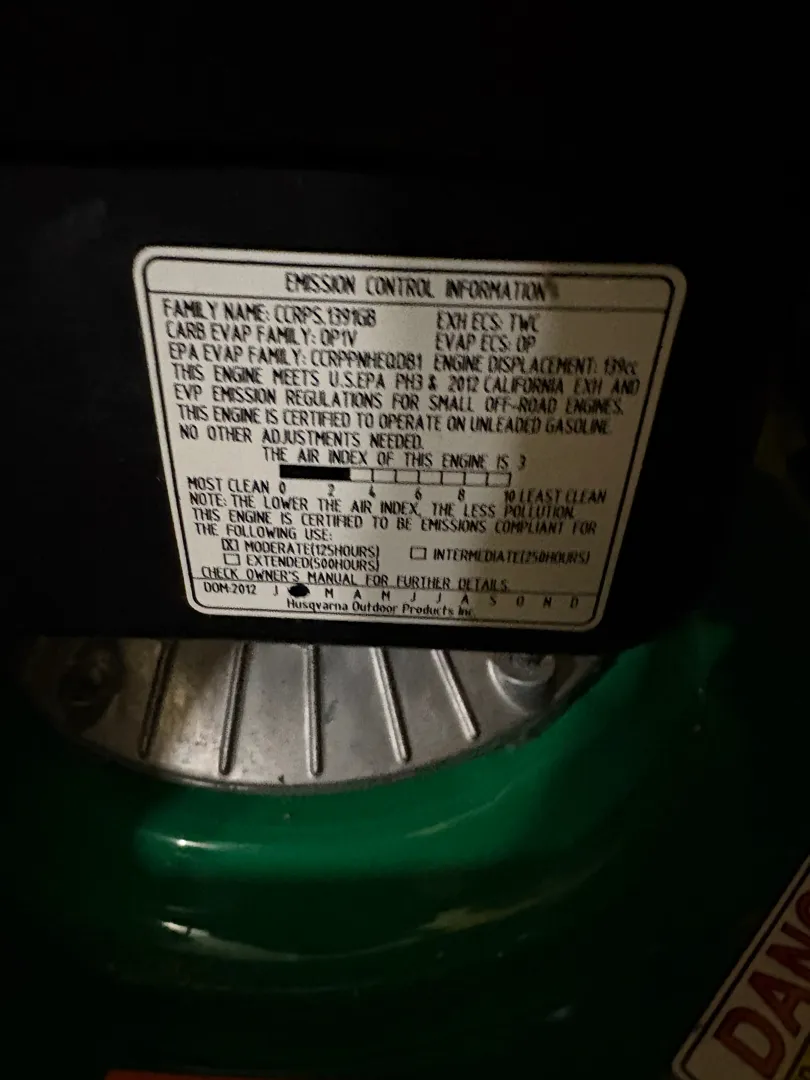 EMISSION CONTROL INFORMATION
FAMILY NAME: CCRPS.1391GB EXH ECS: TWC
CARB EVAP FAMILY: OP1V EVAP ECS: OP
EPA EVAP FAMILY: CCRPPNHEQDB1 ENGINE DISPLACEMENT: 139cc
THIS ENGINE MEETS U.S.EPA PH3 & 2012 CALIFORNIA EXH AND
EVP EMISSION REGULATIONS FOR SMALL OFF-ROAD ENGINES.
THIS ENGINE IS CERTIFIED TO OPERATE ON UNLEADED GASOLINE.
NO OTHER ADJUSTMENTS NEEDED.
THE AIR INDEX OF THIS ENGINE IS 3
MOST CLEAN 0 2 4 6 8 10 LEAST CLEAN
NOTE: THE LOWER THE AIR INDEX, THE LESS POLLUTION.
THIS ENGINE IS CERTIFIED TO BE EMISSIONS COMPLIANT FOR
THE FOLLOWING USE:
☒ MODERATE(125HOURS) ☐ INTERMEDIATE(250HOURS)
☐ EXTENDED(500HOURS)
CHECK OWNER'S MANUAL FOR FURTHER DETAILS.
DOM:2012 J M A M J J A S O N D
Husqvarna Outdoor Products Inc.